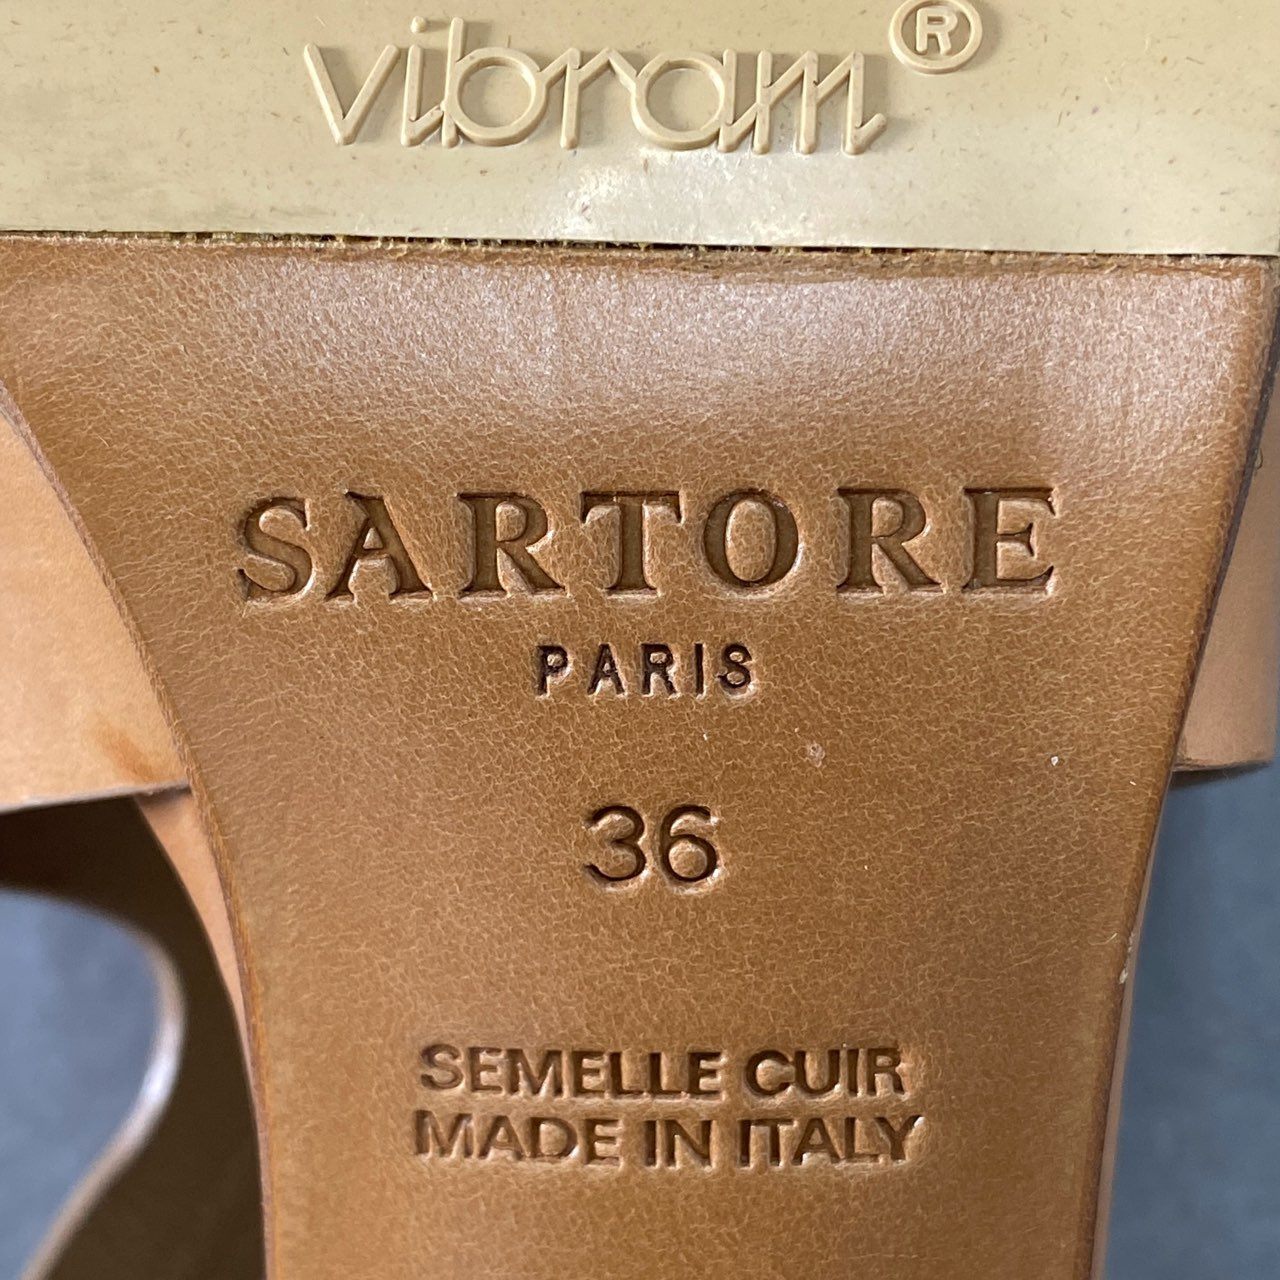 vibram®
SARTORE
PARIS
36
SEMELLE CUIR
MADE IN ITALY